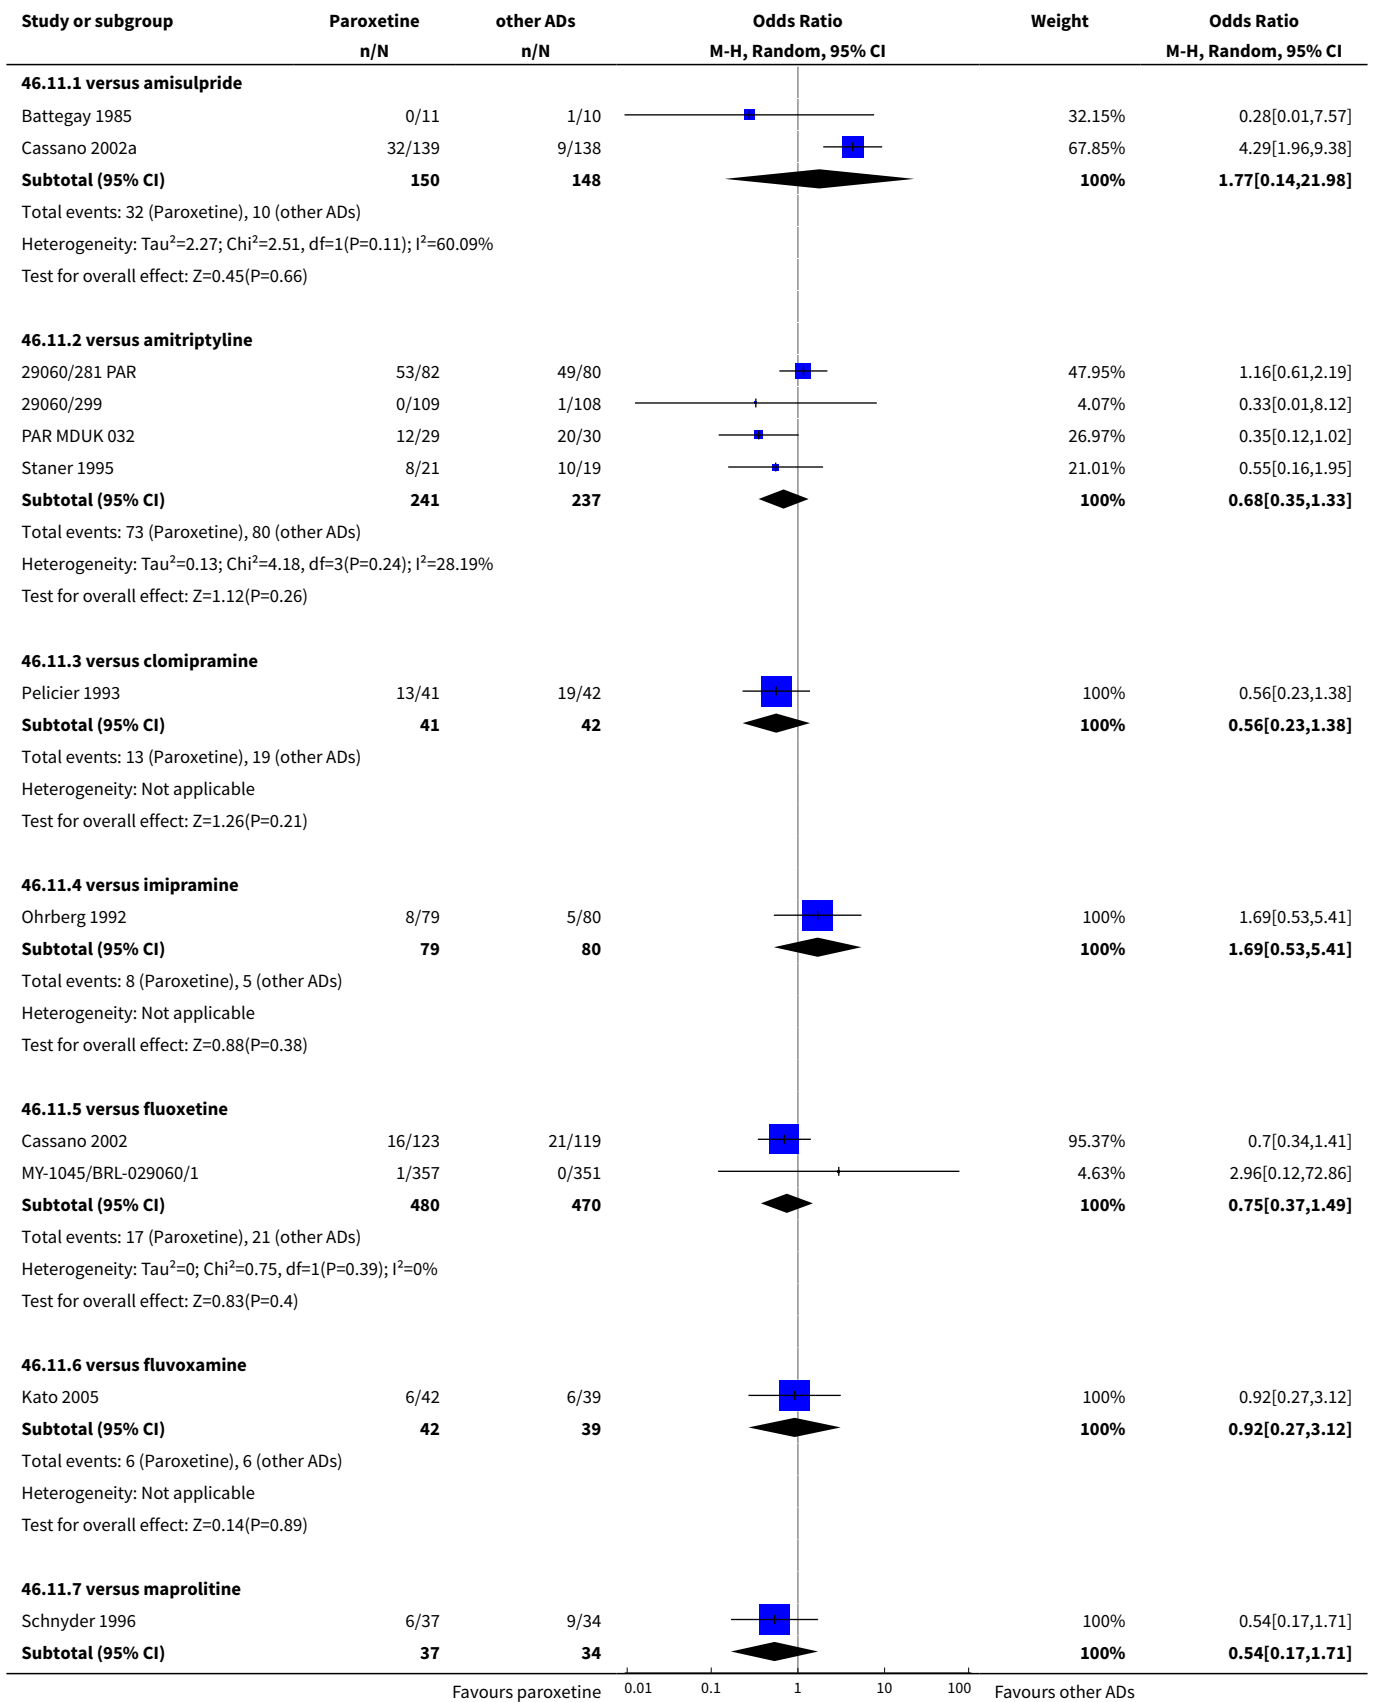 Study or subgroup Paroxetine other ADs Odds Ratio Weight Odds Ratio
n/N n/N M-H, Random, 95% CI M-H, Random, 95% CI
46.11.1 versus amisulpride
Battegay 1985 0/11 1/10 32.15% 0.28[0.01,7.57]
Cassano 2002a 32/139 9/138 67.85% 4.29[1.96,9.38]
Subtotal (95% CI) 150 148 100% 1.77[0.14,21.98]
Total events: 32 (Paroxetine), 10 (other ADs)
Heterogeneity: Tau²=2.27; Chi²=2.51, df=1(P=0.11); I²=60.09%
Test for overall effect: Z=0.45(P=0.66)
46.11.2 versus amitriptyline
29060/281 PAR 53/82 49/80 47.95% 1.16[0.61,2.19]
29060/299 0/109 1/108 4.07% 0.33[0.01,8.12]
PAR MDUK 032 12/29 20/30 26.97% 0.35[0.12,1.02]
Staner 1995 8/21 10/19 21.01% 0.55[0.16,1.95]
Subtotal (95% CI) 241 237 100% 0.68[0.35,1.33]
Total events: 73 (Paroxetine), 80 (other ADs)
Heterogeneity: Tau²=0.13; Chi²=4.18, df=3(P=0.24); I²=28.19%
Test for overall effect: Z=1.12(P=0.26)
46.11.3 versus clomipramine
Pelicier 1993 13/41 19/42 100% 0.56[0.23,1.38]
Subtotal (95% CI) 41 42 100% 0.56[0.23,1.38]
Total events: 13 (Paroxetine), 19 (other ADs)
Heterogeneity: Not applicable
Test for overall effect: Z=1.26(P=0.21)
46.11.4 versus imipramine
Ohrberg 1992 8/79 5/80 100% 1.69[0.53,5.41]
Subtotal (95% CI) 79 80 100% 1.69[0.53,5.41]
Total events: 8 (Paroxetine), 5 (other ADs)
Heterogeneity: Not applicable
Test for overall effect: Z=0.88(P=0.38)
46.11.5 versus fluoxetine
Cassano 2002 16/123 21/119 95.37% 0.7[0.34,1.41]
MY-1045/BRL-029060/1 1/357 0/351 4.63% 2.96[0.12,72.86]
Subtotal (95% CI) 480 470 100% 0.75[0.37,1.49]
Total events: 17 (Paroxetine), 21 (other ADs)
Heterogeneity: Tau²=0; Chi²=0.75, df=1(P=0.39); I²=0%
Test for overall effect: Z=0.83(P=0.4)
46.11.6 versus fluvoxamine
Kato 2005 6/42 6/39 100% 0.92[0.27,3.12]
Subtotal (95% CI) 42 39 100% 0.92[0.27,3.12]
Total events: 6 (Paroxetine), 6 (other ADs)
Heterogeneity: Not applicable
Test for overall effect: Z=0.14(P=0.89)
46.11.7 versus maprolitine
Schnyder 1996 6/37 9/34 100% 0.54[0.17,1.71]
Subtotal (95% CI) 37 34 100% 0.54[0.17,1.71]
Favours paroxetine 0.01 0.1 1 10 100 Favours other ADs